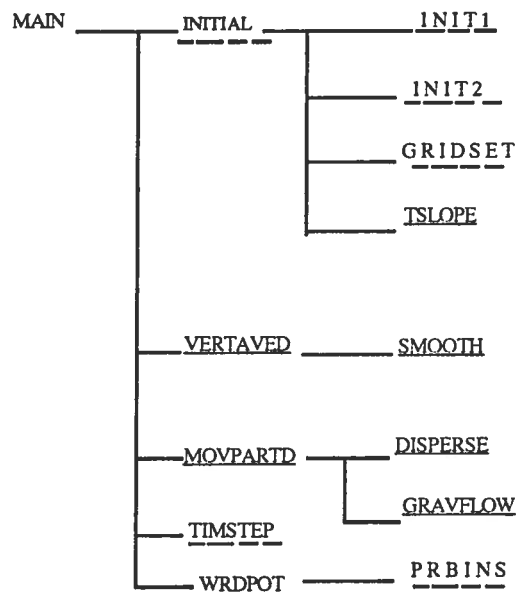 MAIN INITIAL INIT1
INIT2
GRIDSET
TSLOPE
VERTAVED SMOOTH
MOVPARTD DISPERSE
GRAVFLOW
TIMSTEP
WRDPOT PRBINS